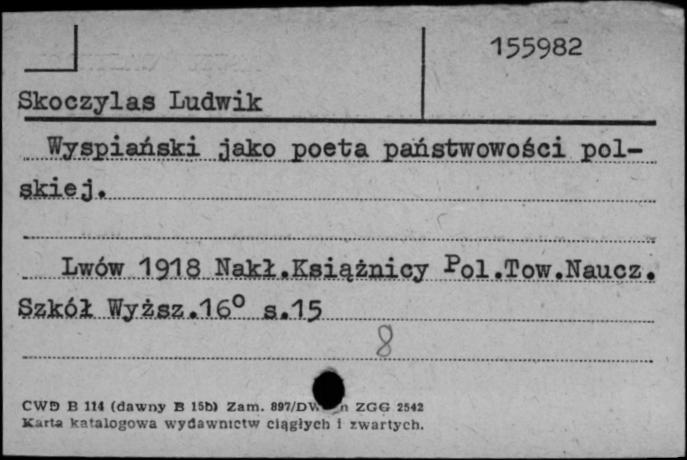 155982
Skoczylas Ludwik
Wyspiański jako poeta państwowości pol-
skiej.
Lwów 1918 Nakł.Książnicy Pol.Tow.Naucz.
Szkół Wyższ.16° s.15
8
CWD B 114 (dawny B 15b) Zam. 897/DW n ZGG 2542
Karta katalogowa wydawnictw ciągłych i zwartych.